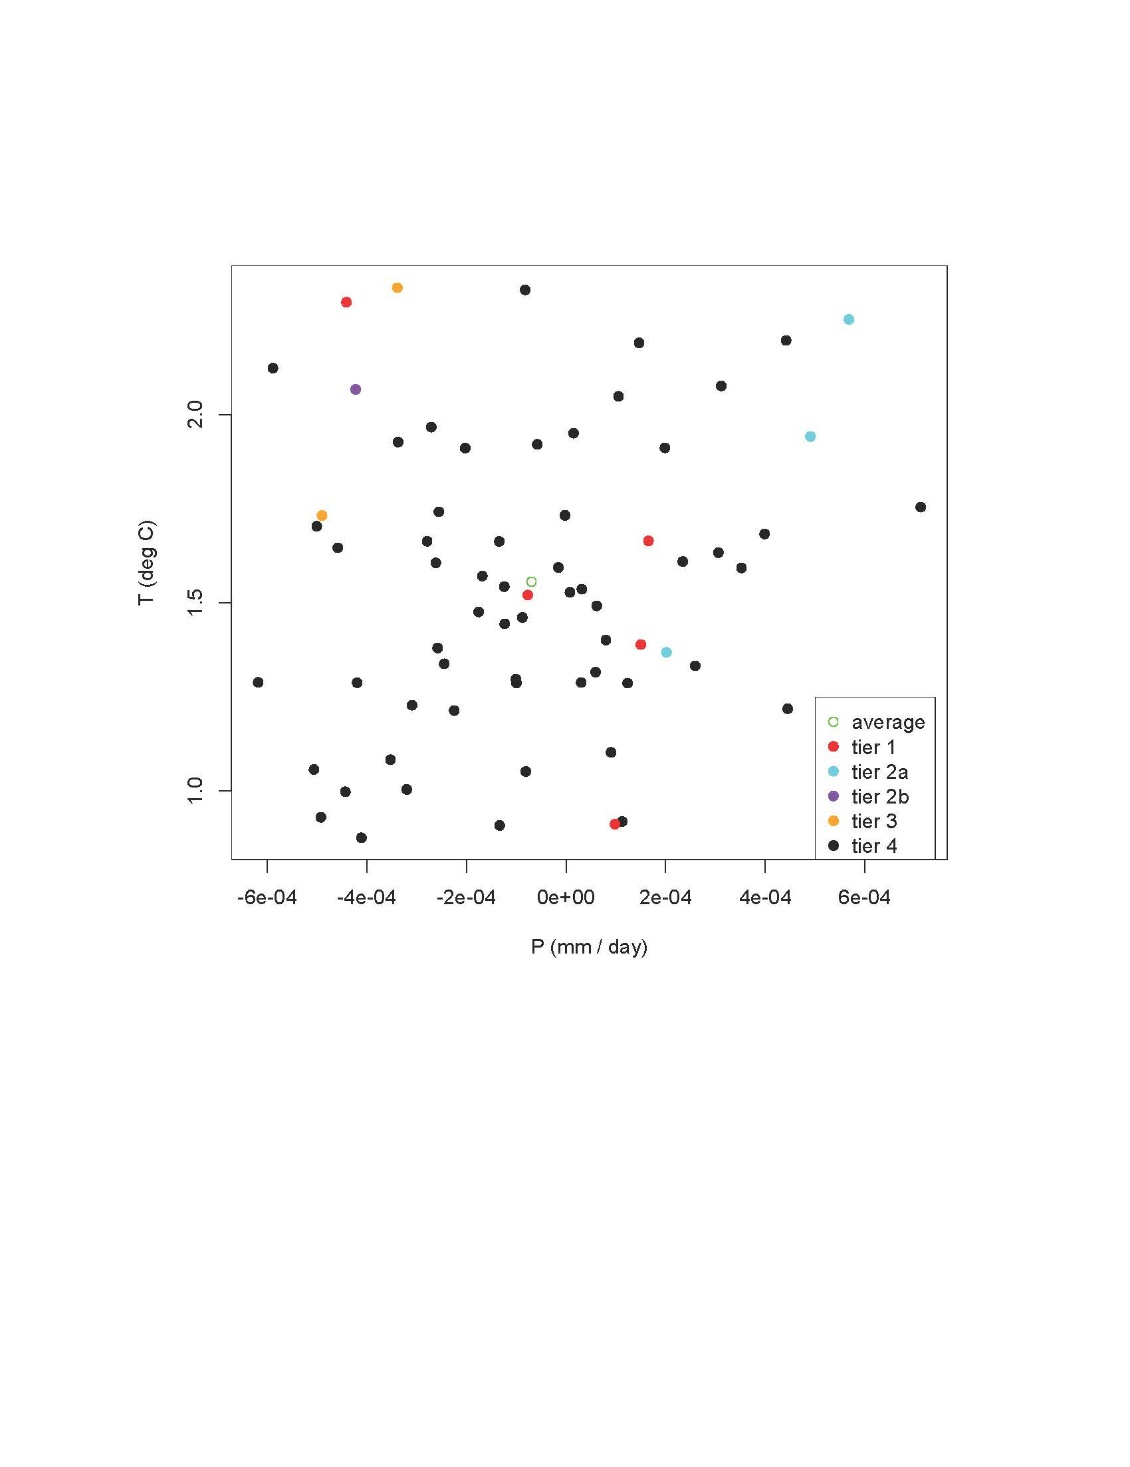 2.0
1.5
1.0
T (deg C)
average
tier 1
tier 2a
tier 2b
tier 3
tier 4
-6e-04 -4e-04 -2e-04 0e+00 2e-04 4e-04 6e-04
P (mm / day)